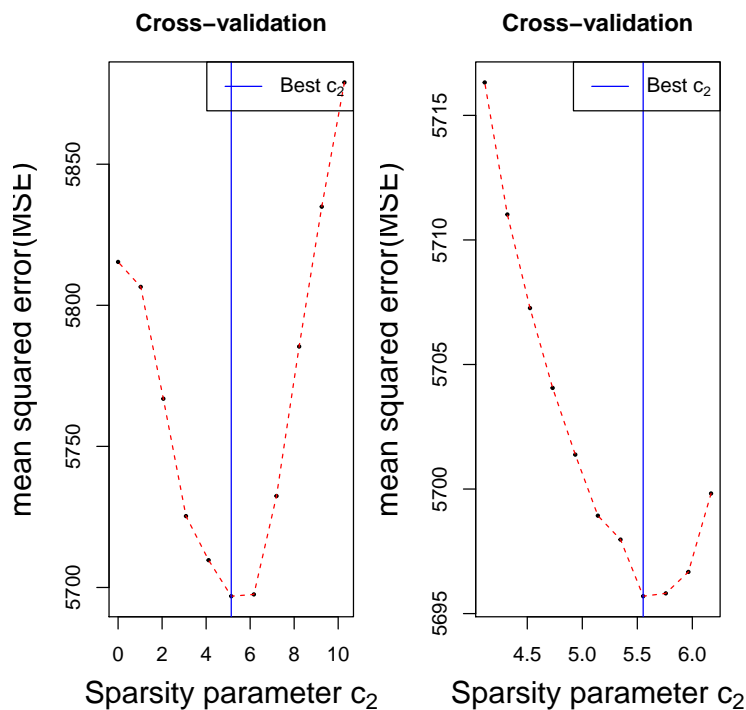 Cross−validation
Best c2
mean squared error(MSE)
5850
5800
5750
5700
0 2 4 6 8 10
Sparsity parameter c2
Cross−validation
Best c2
mean squared error(MSE)
5715
5710
5705
5700
5695
4.5 5.0 5.5 6.0
Sparsity parameter c2